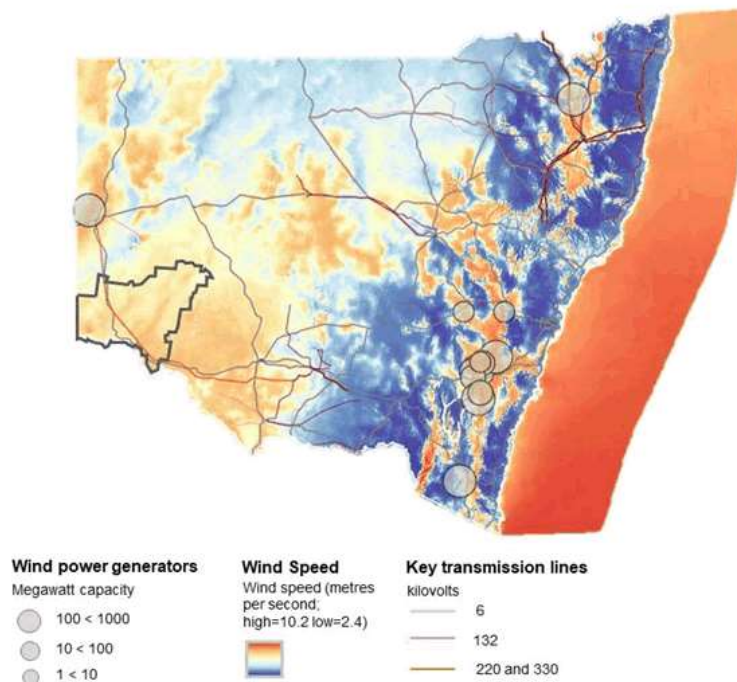 Wind power generators
Megawatt capacity
100 < 1000
10 < 100
1 < 10
Wind Speed
Wind speed (metres
per second;
high=10.2 low=2.4)
Key transmission lines
kilovolts
6
132
220 and 330